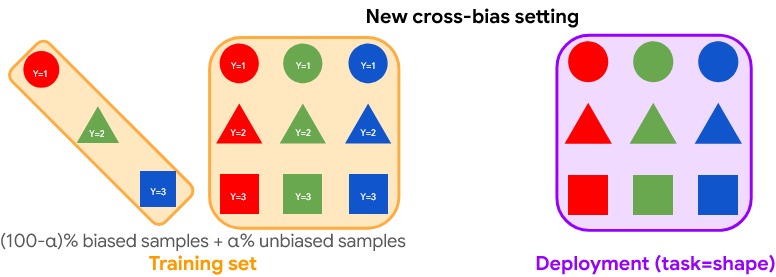 New cross-bias setting
Y=1
Y=2
Y=3
Y=1 Y=1 Y=1
Y=2 Y=2 Y=2
Y=3 Y=3 Y=3
(100-α)% biased samples + α% unbiased samples
Training set
Deployment (task=shape)